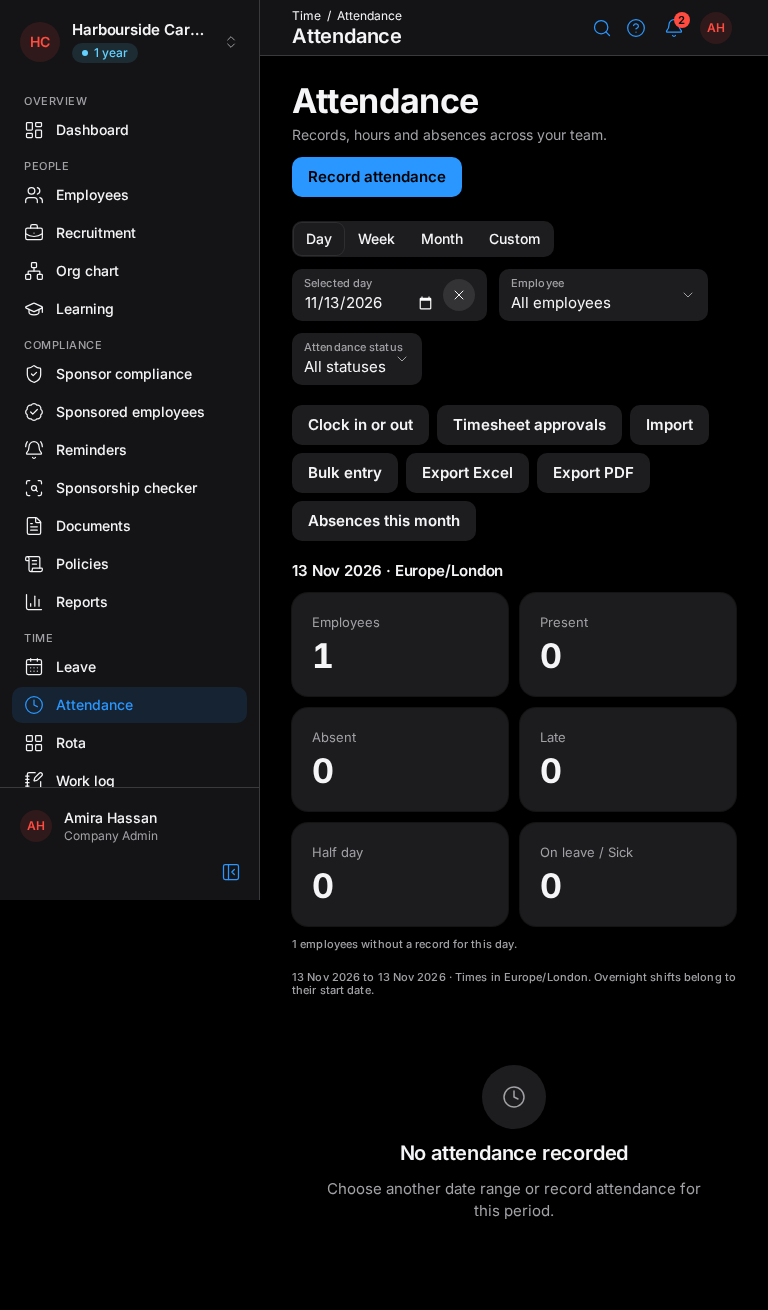 HC
Harbourside Car...
1 year
OVERVIEW
Dashboard
PEOPLE
Employees
Recruitment
Org chart
Learning
COMPLIANCE
Sponsor compliance
Sponsored employees
Reminders
Sponsorship checker
Documents
Policies
Reports
TIME
Leave
Attendance
Rota
Work log
AH
Amira Hassan
Company Admin
Time / Attendance
Attendance
2
AH
Attendance
Records, hours and absences across your team.
Record attendance
Day Week Month Custom
Selected day
11/13/2026
Employee
All employees
Attendance status
All statuses
Clock in or out Timesheet approvals Import
Bulk entry Export Excel Export PDF
Absences this month
13 Nov 2026 · Europe/London
Employees
1
Present
0
Absent
0
Late
0
Half day
0
On leave / Sick
0
1 employees without a record for this day.
13 Nov 2026 to 13 Nov 2026 · Times in Europe/London. Overnight shifts belong to
their start date.
No attendance recorded
Choose another date range or record attendance for
this period.